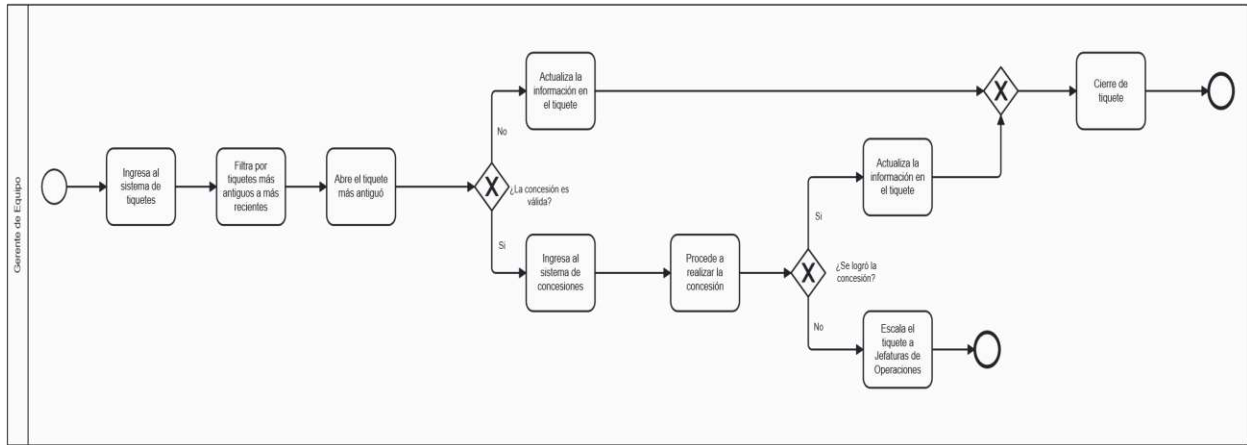 Gerente de Equipo
Ingresa al
sistema de
tiquetes
Filtra por
tiquetes más
antiguos a más
recientes
Abre el tiquete
más antiguó
¿La concesión es
válida?
No
Actualiza la
información en
el tiquete
Si
Ingresa al
sistema de
concesiones
Procede a
realizar la
concesión
¿Se logró la
concesión?
Si
Actualiza la
información en
el tiquete
No
Escala el
tiquete a
Jefaturas de
Operaciones
Cierre de
tiquete